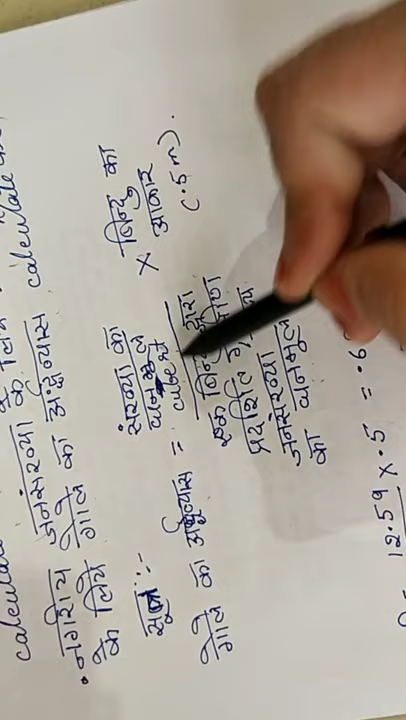 calculate के लिये calculate कर
• नगरीय जनसंख्या
के लिये गोले का अर्द्धव्यास
सूत्र :-
गोले का अर्द्धव्यास = संख्या का घनमूल cube √ × बिन्दु का आकार (.5 m).
एक बिन्दु द्वारा
प्रदर्शित
जनसंख्या
का घनमूल
12.59 × .5 = .6